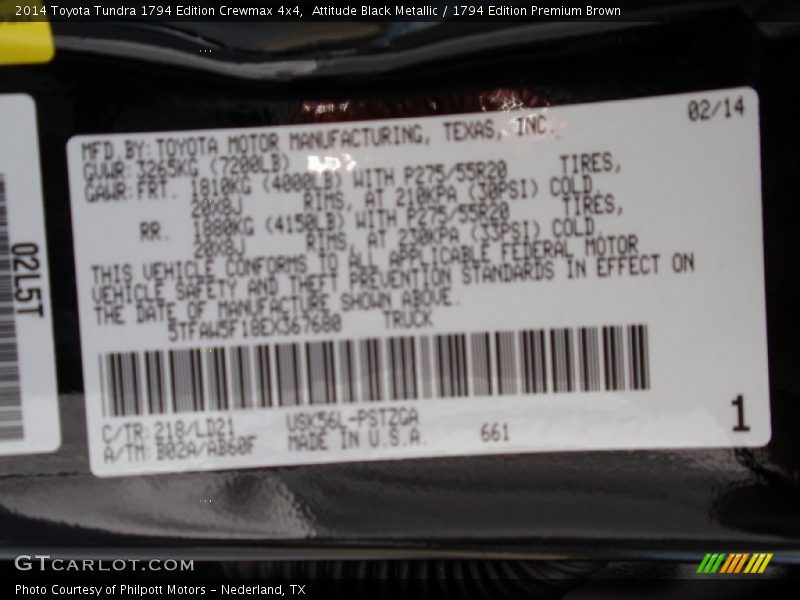 2014 Toyota Tundra 1794 Edition Crewmax 4x4, Attitude Black Metallic / 1794 Edition Premium Brown
02/14
MFD BY: TOYOTA MOTOR MANUFACTURING, TEXAS, INC.
GVWR: 3265KG (7200LB)
GAWR: FRT. 1810KG (4000LB) WITH P275/55R20 TIRES,
20X8J RIMS, AT 210KPA (30PSI) COLD.
RR. 1880KG (4150LB) WITH P275/55R20 TIRES,
20X8J RIMS, AT 230KPA (33PSI) COLD.
THIS VEHICLE CONFORMS TO ALL APPLICABLE FEDERAL MOTOR
VEHICLE SAFETY AND THEFT PREVENTION STANDARDS IN EFFECT ON
THE DATE OF MANUFACTURE SHOWN ABOVE.
5TFAW5F18EX367680 TRUCK
C/TR: 218/LD21 USK56L-PSTZGA
A/TM: B02A/AB60F MADE IN U.S.A. 661
1
02L5T
GTCARLOT.COM
Photo Courtesy of Philpott Motors - Nederland, TX